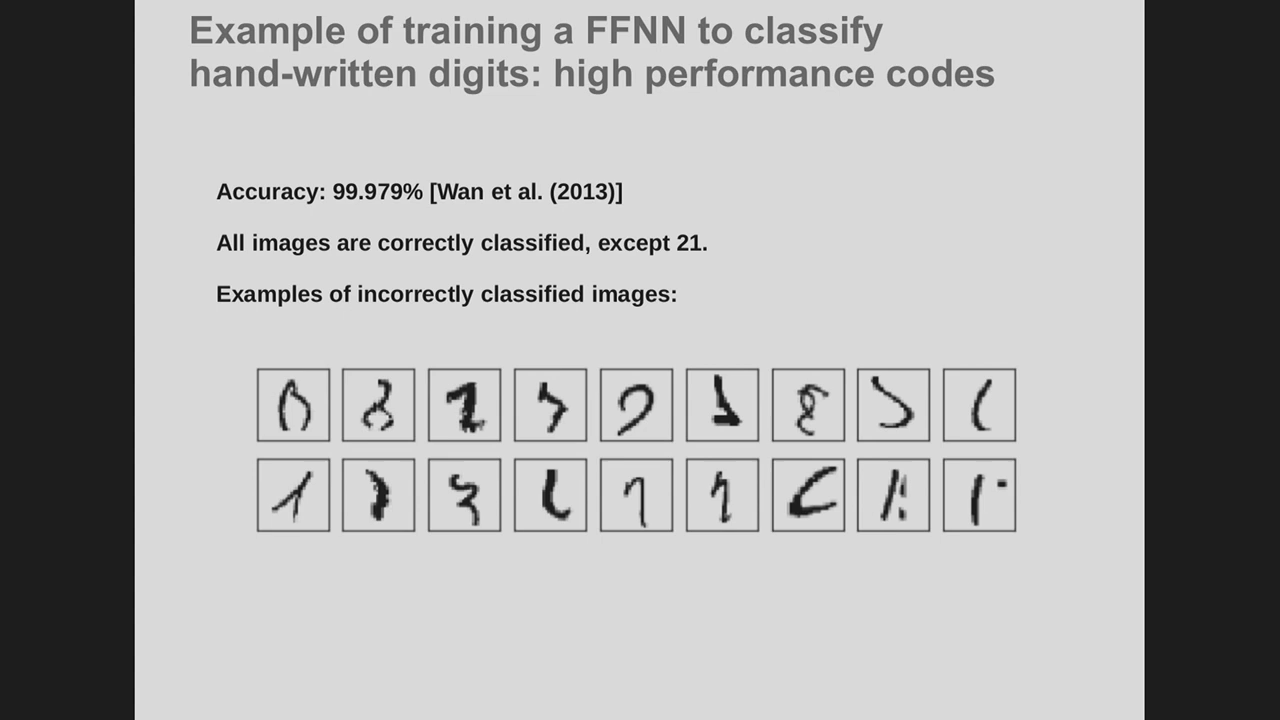 Example of training a FFNN to classify
hand-written digits: high performance codes
Accuracy: 99.979% [Wan et al. (2013)]
All images are correctly classified, except 21.
Examples of incorrectly classified images: